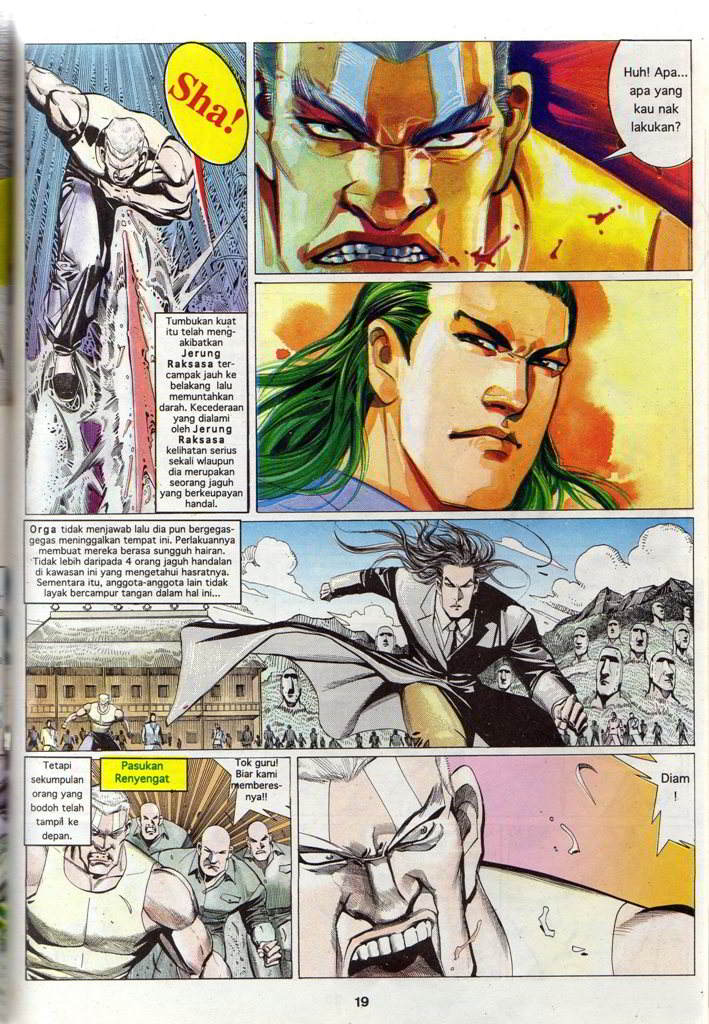 Sha!
Huh! Apa...
apa yang
kau nak
lakukan?
Tumbukan kuat
itu telah meng-
akibatkan
Jerung
Raksasa ter-
campak jauh ke
belakang lalu
memuntahkan
darah. Kecederaan
yang dialami
oleh Jerung
Raksasa
kelihatan serius
sekali wlaupun
dia merupakan
seorang jaguh
yang berkeupayan
handal.
Orga tidak menjawab lalu dia pun bergegas-
gegas meninggalkan tempat ini. Perlakuannya
membuat mereka berasa sungguh hairan.
Tidak lebih daripada 4 orang jaguh handalan
di kawasan ini yang mengetahui hasratnya.
Sementara itu, anggota-anggota lain tidak
layak bercampur tangan dalam hal ini...
Tetapi
sekumpulan
orang yang
bodoh telah
tampil ke
depan.
Pasukan
Renyengat
Tok guru!
Biar kami
memberes-
nya!!
Diam
!
19